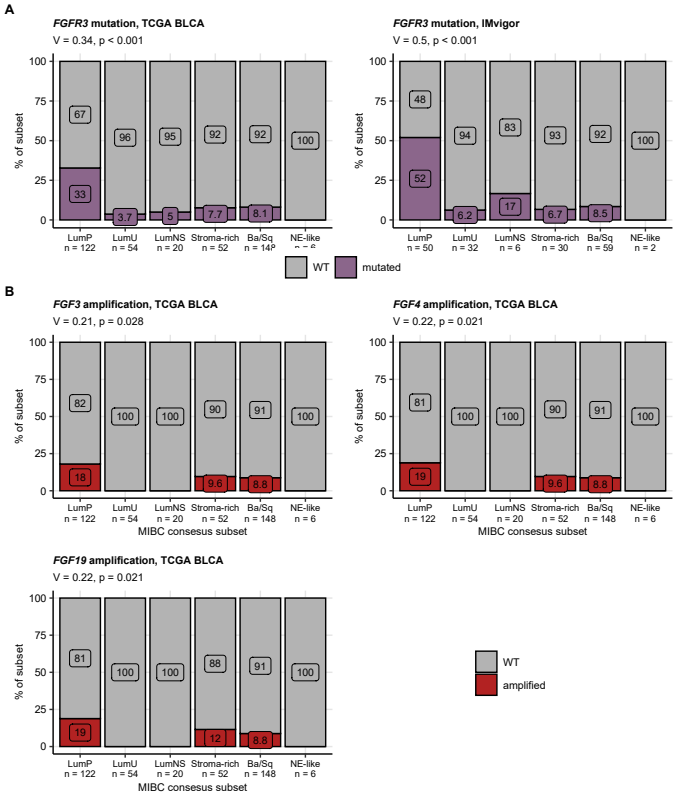 A
FGFR3 mutation, TCGA BLCA
V = 0.34, p < 0.001
% of subset
100
75
50
25
0
67
96
95
92
92
100
33
3.7
5
7.7
8.1
LumP
LumU
LumNS
Stroma-rich
Ba/Sq
NE-like
n = 122
n = 54
n = 20
n = 52
n = 148
n = 6
FGFR3 mutation, IMvigor
V = 0.5, p < 0.001
% of subset
100
75
50
25
0
48
94
83
93
92
100
52
6.2
17
6.7
8.5
LumP
LumU
LumNS
Stroma-rich
Ba/Sq
NE-like
n = 50
n = 32
n = 6
n = 30
n = 59
n = 2
WT
mutated
B
FGF3 amplification, TCGA BLCA
V = 0.21, p = 0.028
% of subset
100
75
50
25
0
82
100
100
90
91
100
18
9.6
8.8
LumP
LumU
LumNS
Stroma-rich
Ba/Sq
NE-like
n = 122
n = 54
n = 20
n = 52
n = 148
n = 6
MIBC consesus subset
FGF4 amplification, TCGA BLCA
V = 0.22, p = 0.021
% of subset
100
75
50
25
0
81
100
100
90
91
100
19
9.6
8.8
LumP
LumU
LumNS
Stroma-rich
Ba/Sq
NE-like
n = 122
n = 54
n = 20
n = 52
n = 148
n = 6
MIBC consesus subset
FGF19 amplification, TCGA BLCA
V = 0.22, p = 0.021
% of subset
100
75
50
25
0
81
100
100
88
91
100
19
12
8.8
LumP
LumU
LumNS
Stroma-rich
Ba/Sq
NE-like
n = 122
n = 54
n = 20
n = 52
n = 148
n = 6
MIBC consesus subset
WT
amplified